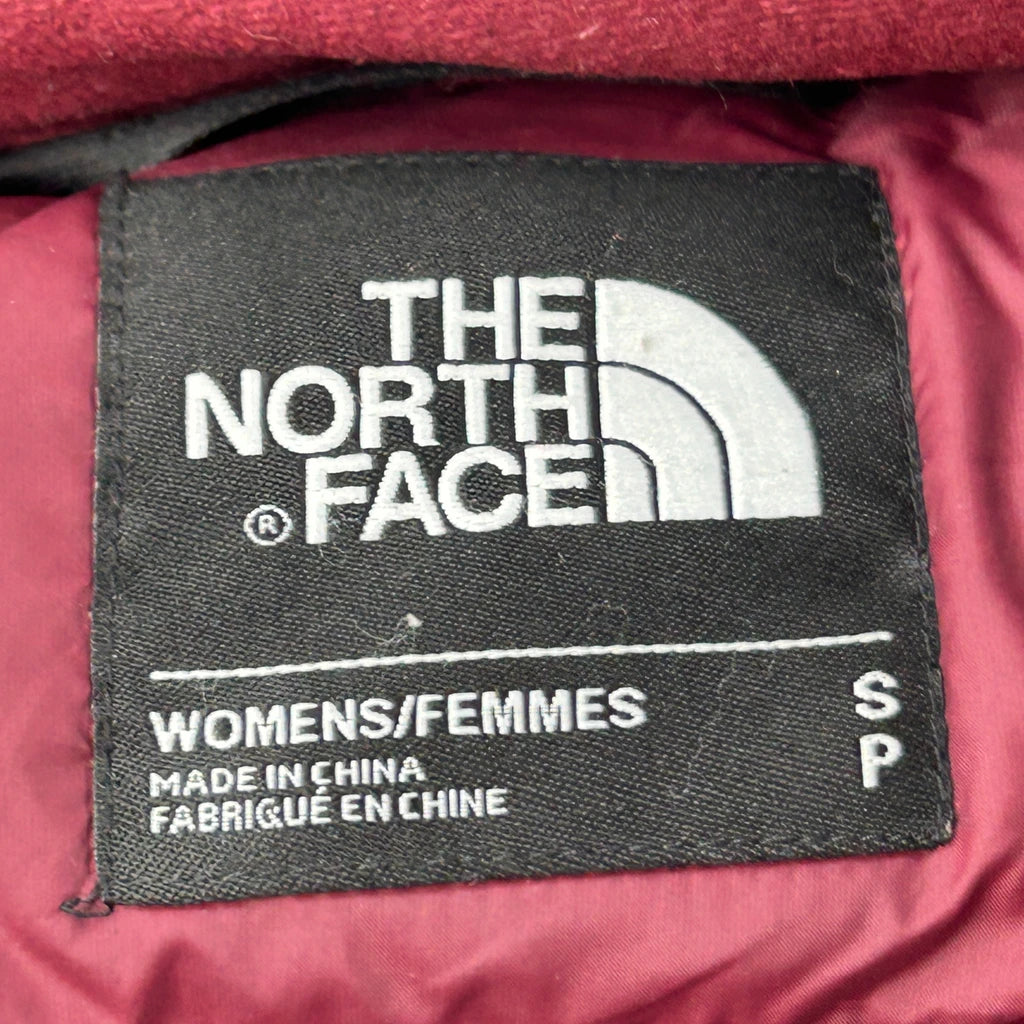 THE
NORTH
® FACE
WOMENS/FEMMES
S
P
MADE IN CHINA
FABRIQUÉ EN CHINE